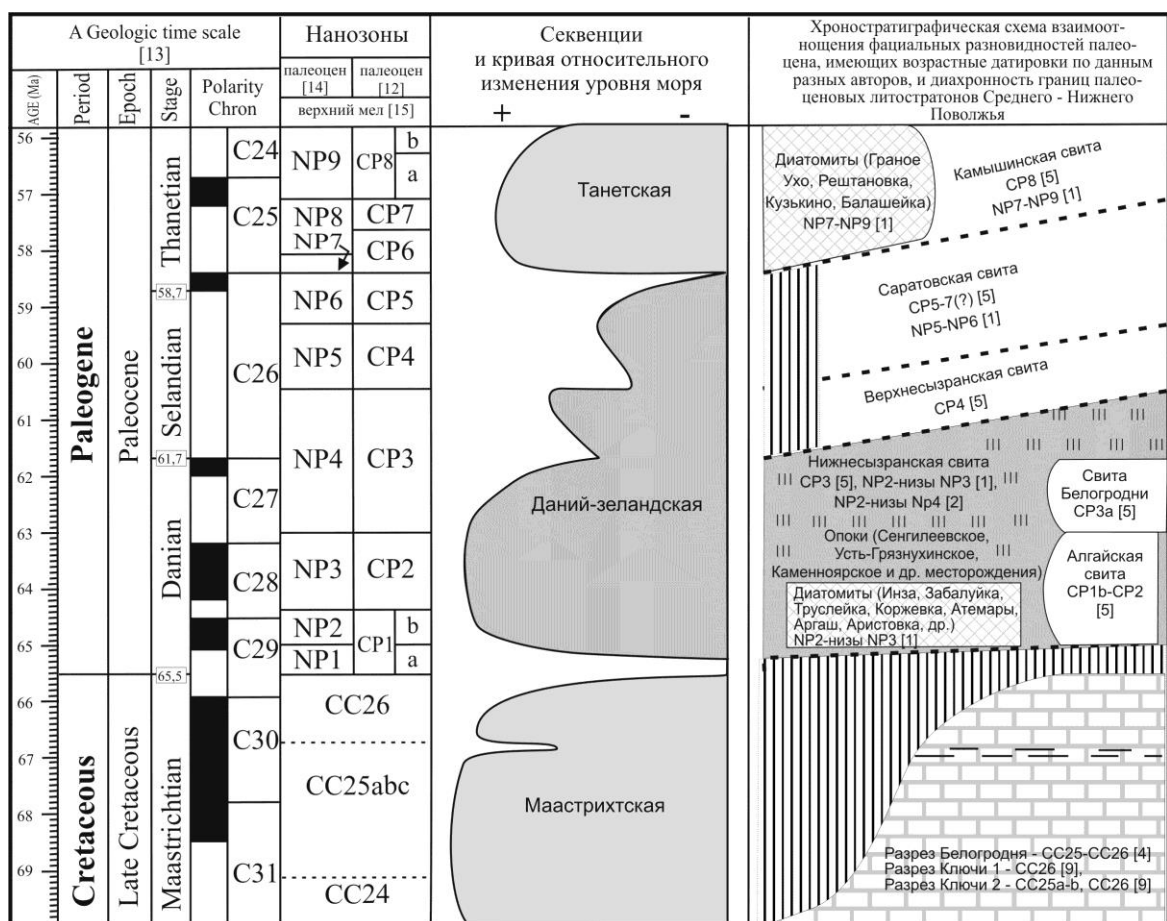 A Geologic time scale
[13]
Нанозоны
Секвенции
и кривая относительного
изменения уровня моря
+
-
Хроностратиграфическая схема взаимоот-
нощения фациальных разновидностей палео-
цена, имеющих возрастные датировки по данным
разных авторов, и диахронность границ палео-
ценовых литостратонов Среднего - Нижнего
Поволжья
AGE (Ma)
Period
Epoch
Stage
Polarity
Chron
палеоцен
[14]
палеоцен
[12]
верхний мел [15]
56
57
58
59
60
61
62
63
64
65
66
67
68
69
Paleogene
Cretaceous
Paleocene
Late Cretaceous
Thanetian
58,7
Selandian
61,7
Danian
65,5
Maastrichtian
C24
C25
C26
C27
C28
C29
C30
C31
NP9
NP8
NP7
NP6
NP5
NP4
NP3
NP2
NP1
CP8
b
a
CP7
CP6
CP5
CP4
CP3
CP2
CP1
b
a
CC26
CC25abc
CC24
Танетская
Даний-зеландская
Маастрихтская
Диатомиты (Граное
Ухо, Рештановка,
Кузькино, Балашейка)
NP7-NP9 [1]
Камышинская свита
CP8 [5]
NP7-NP9 [1]
Саратовская свита
CP5-7(?) [5]
NP5-NP6 [1]
Верхнесызранская свита
CP4 [5]
Нижнесызранская свита
CP3 [5], NP2-низы NP3 [1],
NP2-низы Np4 [2]
Свита
Белогродни
CP3a [5]
Опоки (Сенгилеевское,
Усть-Грязнухинское,
Каменноярское и др. месторождения)
Алгайская
свита
CP1b-CP2
[5]
Диатомиты (Инза, Забалуйка,
Труслейка, Коржевка, Атемары,
Аргаш, Аристовка, др.)
NP2-низы NP3 [1]
Разрез Белогродня - CC25-CC26 [4]
Разрез Ключи 1 - CC26 [9],
Разрез Ключи 2 - CC25a-b, CC26 [9]